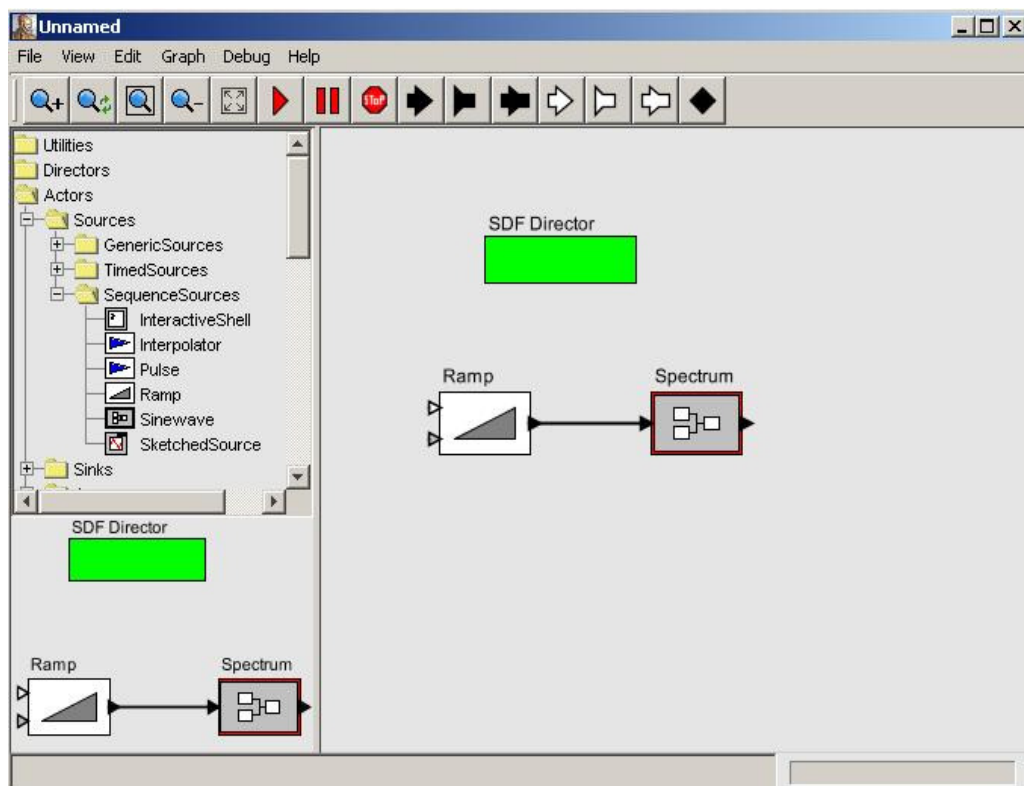 Unnamed
File View Edit Graph Debug Help
STOP
Utilities
Directors
Actors
Sources
GenericSources
TimedSources
SequenceSources
InteractiveShell
Interpolator
Pulse
Ramp
Sinewave
SketchedSource
Sinks
SDF Director
Ramp Spectrum
SDF Director
Ramp Spectrum